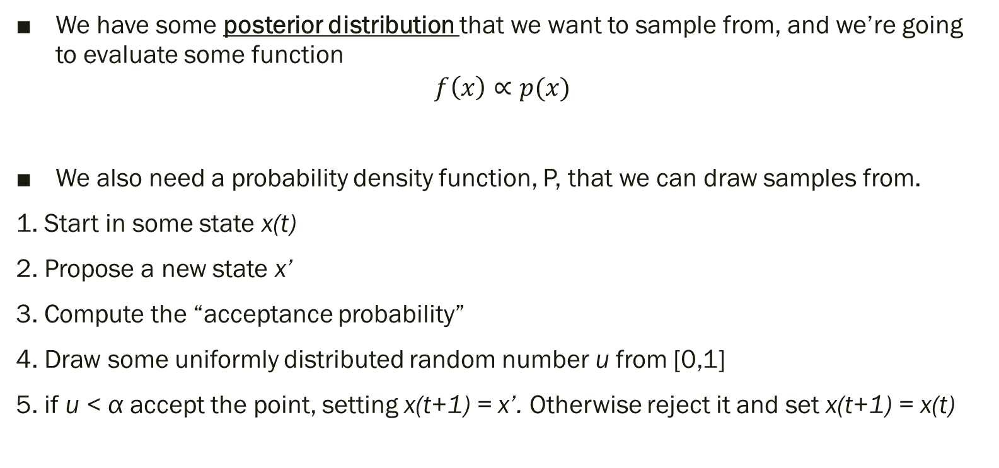 ■ We have some posterior distribution that we want to sample from, and we’re going
to evaluate some function
f(x) ∝ p(x)
■ We also need a probability density function, P, that we can draw samples from.
1. Start in some state x(t)
2. Propose a new state x’
3. Compute the “acceptance probability”
4. Draw some uniformly distributed random number u from [0,1]
5. if u < α accept the point, setting x(t+1) = x’. Otherwise reject it and set x(t+1) = x(t)